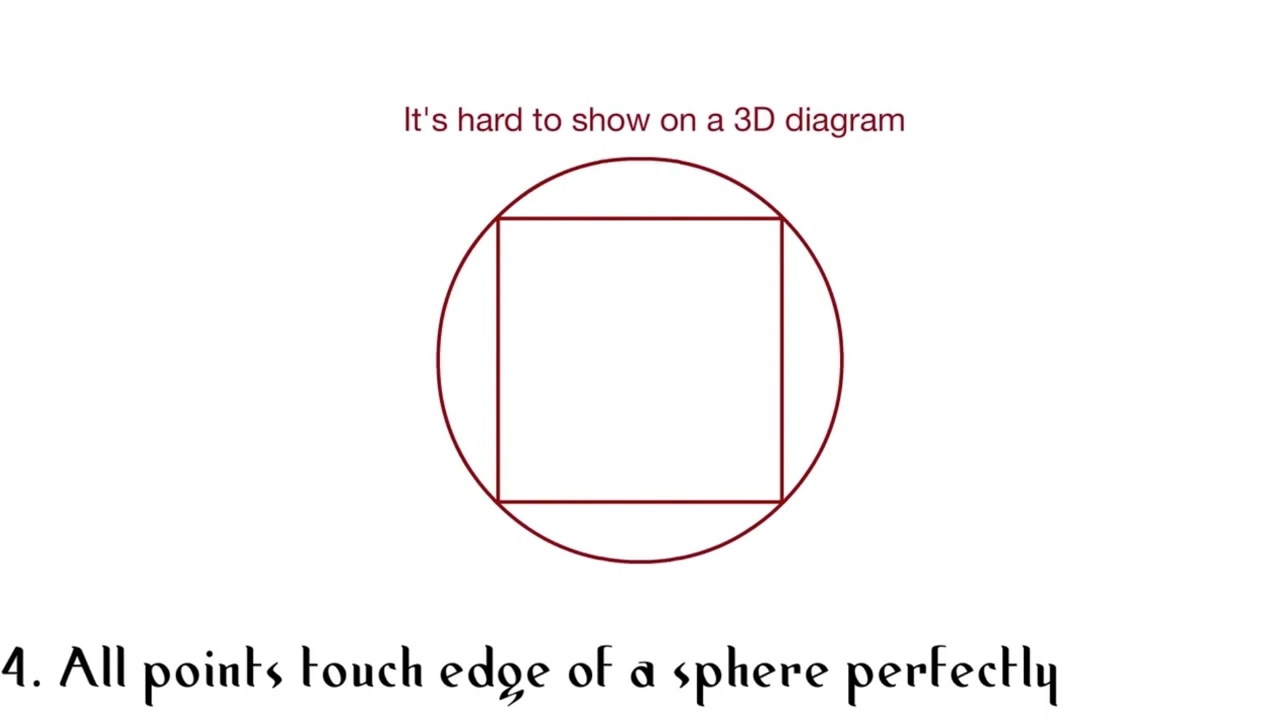 It's hard to show on a 3D diagram
4. All points touch edge of a sphere perfectly